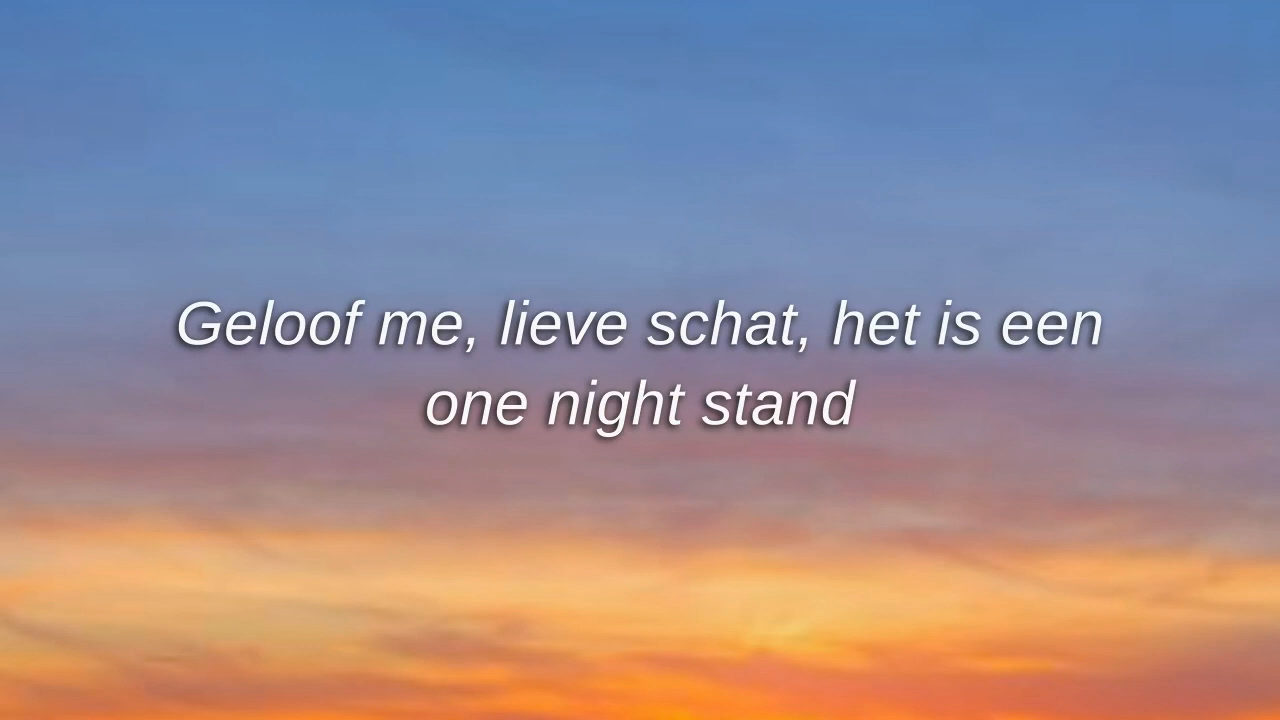 Geloof me, lieve schat, het is een
one night stand